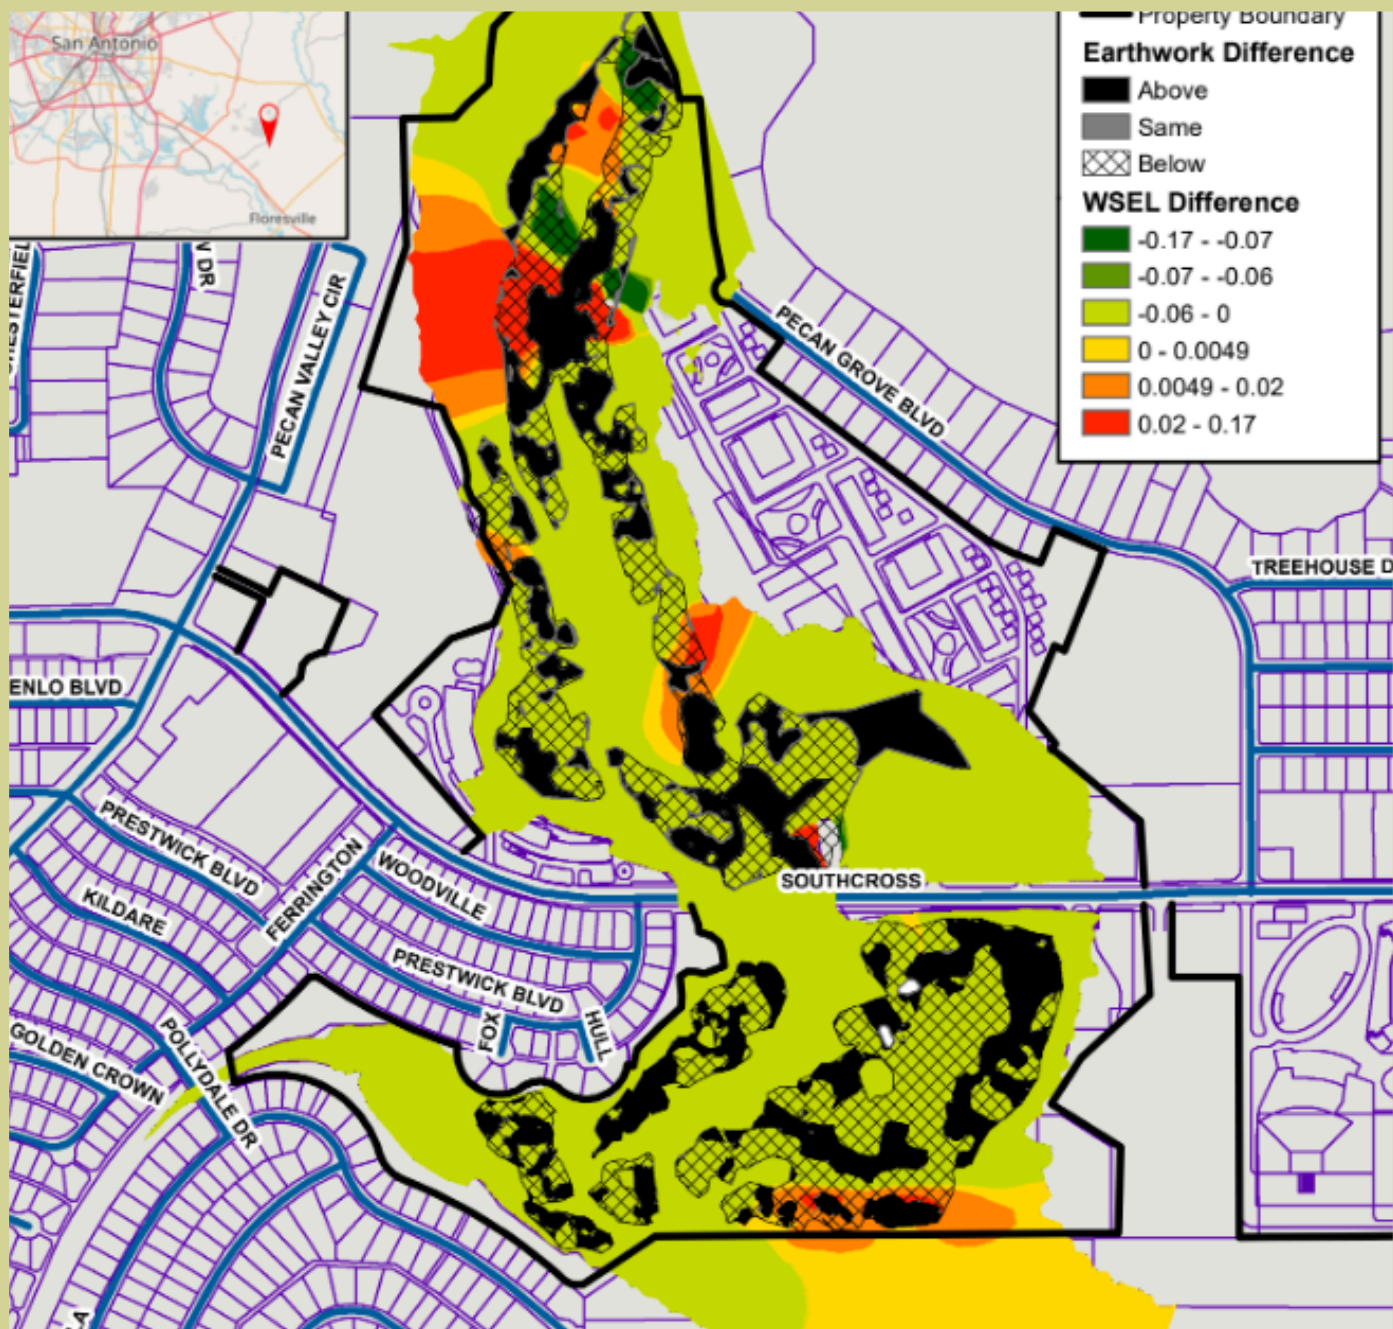 San Antonio
Floresville
Property Boundary
Earthwork Difference
Above
Same
Below
WSEL Difference
-0.17 - -0.07
-0.07 - -0.06
-0.06 - 0
0 - 0.0049
0.0049 - 0.02
0.02 - 0.17
DR
PECAN VALLEY CIR
PECAN GROVE BLVD
TREEHOUSE D
ENLO BLVD
PRESTWICK BLVD
KILDARE
FERRINGTON
WOODVILLE
SOUTHCROSS
PRESTWICK BLVD
FOX
HULL
GOLDEN CROWN
POLLYDALE DR